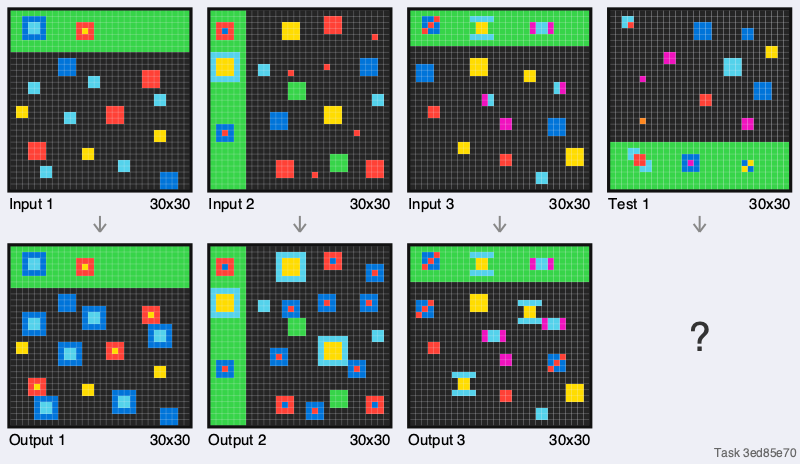 Input 1 30x30 Input 2 30x30 Input 3 30x30 Test 1 30x30
?
Output 1 30x30 Output 2 30x30 Output 3 30x30
Task 3ed85e70